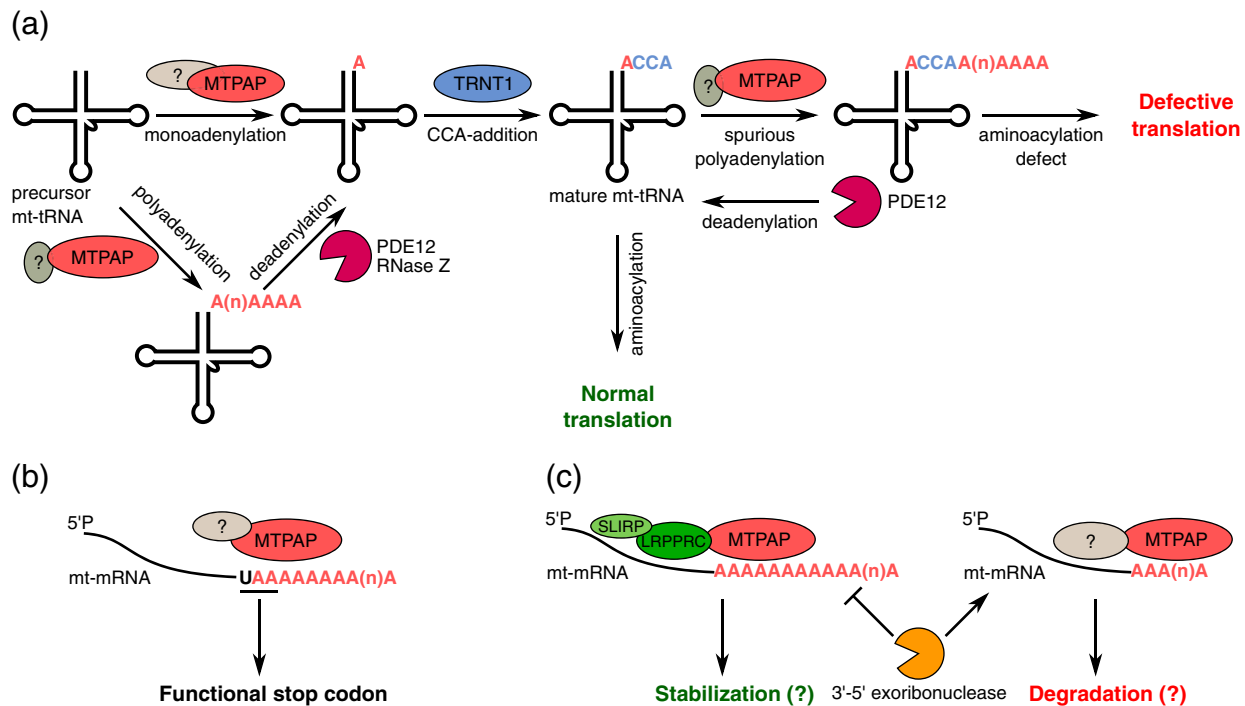 (a)
A
ACCA
ACCAA(n)AAAA
?
MTPAP
TRNT1
?
MTPAP
monoadenylation
CCA-addition
spurious
polyadenylation
aminoacylation
defect
Defective
translation
precursor
mt-tRNA
mature mt-tRNA
deadenylation
PDE12
polyadenylation
deadenylation
?
MTPAP
PDE12
RNase Z
A(n)AAAA
aminoacylation
Normal
translation
(b)
5'P
?
MTPAP
mt-mRNA
UAAAAAAAA(n)A
Functional stop codon
(c)
5'P
SLIRP
LRPPRC
MTPAP
mt-mRNA
AAAAAAAAAAA(n)A
Stabilization (?)
3'-5' exoribonuclease
5'P
?
MTPAP
mt-mRNA
AAA(n)A
Degradation (?)